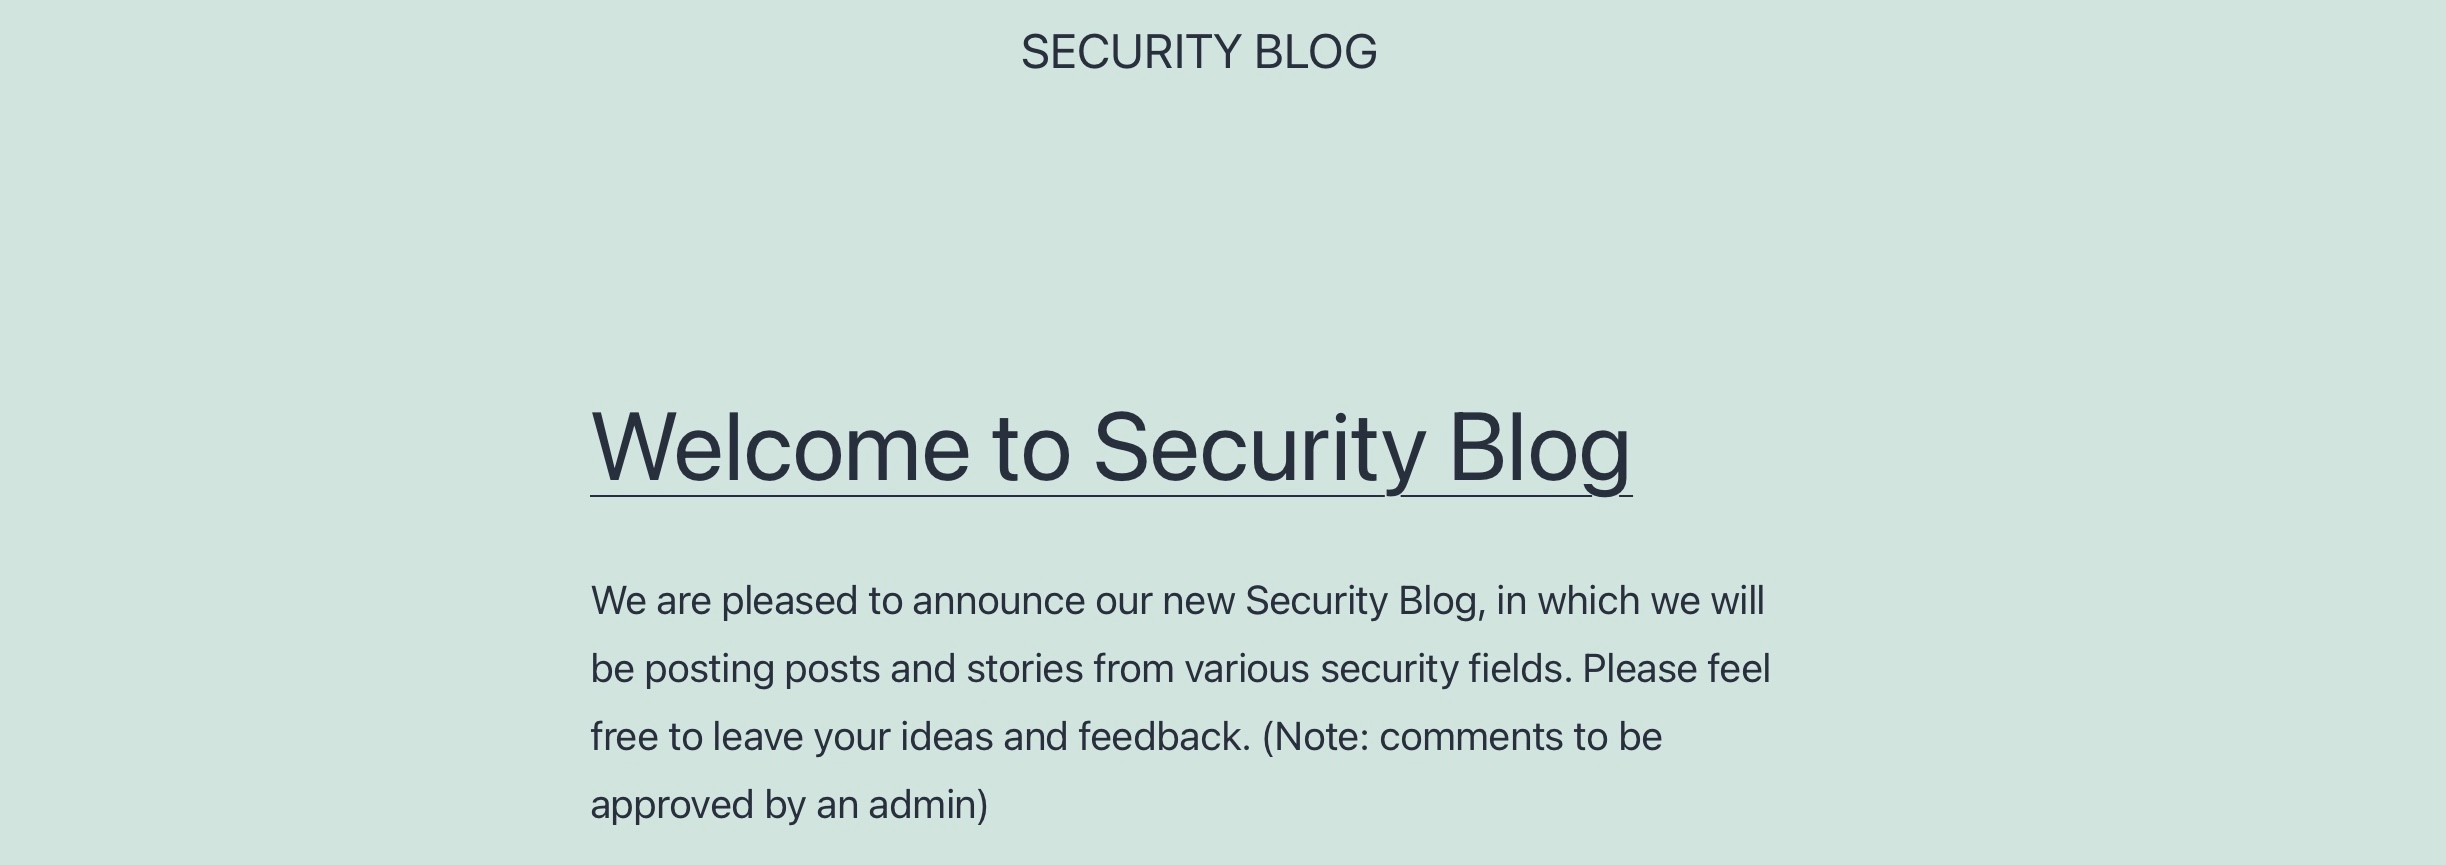 SECURITY BLOG
Welcome to Security Blog
We are pleased to announce our new Security Blog, in which we will
be posting posts and stories from various security fields. Please feel
free to leave your ideas and feedback. (Note: comments to be
approved by an admin)